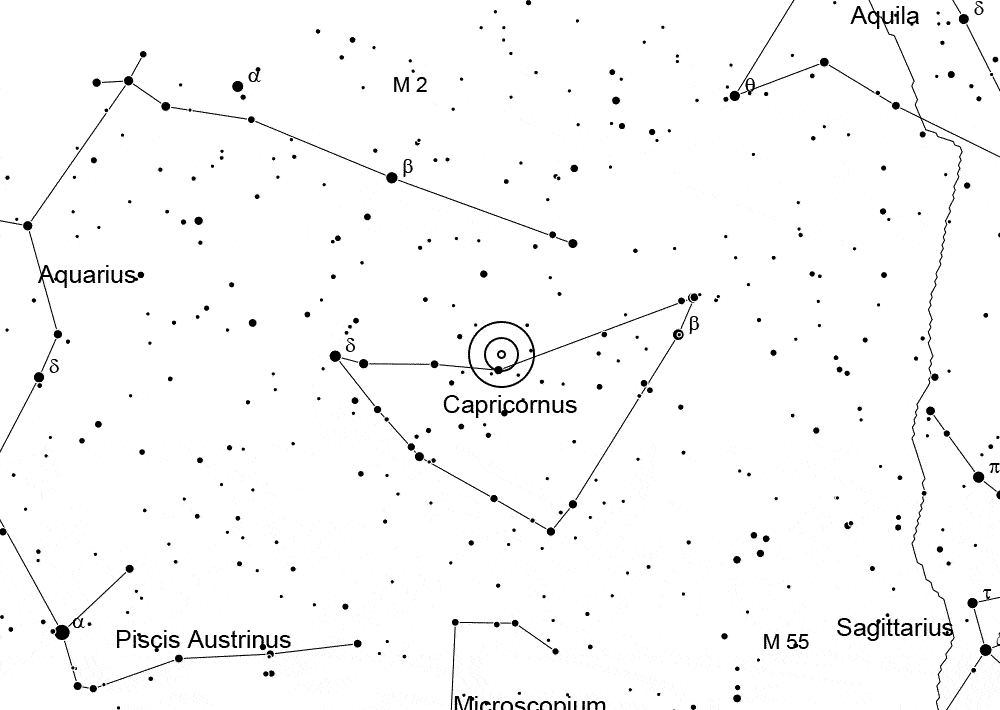 Aquila
δ
α
M 2
θ
β
Aquarius
β
δ
δ
Capricornus
π
τ
α
Piscis Austrinus
M 55
Sagittarius
Microscopium